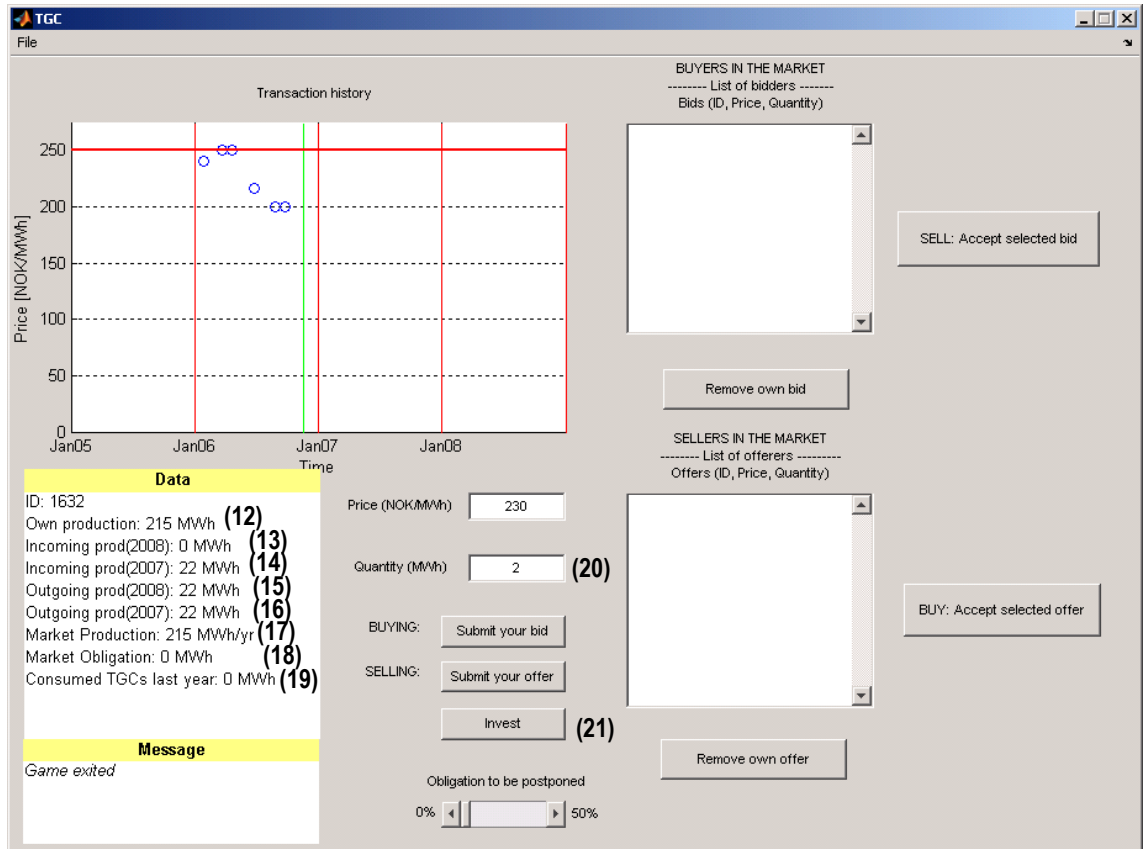 TGC
File
Transaction history
250
200
150
100
50
0
Price [NOK/MWh]
Jan05
Jan06
Jan07
Jan08
Time
BUYERS IN THE MARKET
-------- List of bidders -------
Bids (ID, Price, Quantity)
SELL: Accept selected bid
Remove own bid
SELLERS IN THE MARKET
-------- List of offerers ---------
Offers (ID, Price, Quantity)
BUY: Accept selected offer
Remove own offer
Data
ID: 1632
Own production: 215 MWh (12)
Incoming prod(2008): 0 MWh (13)
Incoming prod(2007): 22 MWh (14)
Outgoing prod(2008): 22 MWh (15)
Outgoing prod(2007): 22 MWh (16)
Market Production: 215 MWh/yr (17)
Market Obligation: 0 MWh (18)
Consumed TGCs last year: 0 MWh (19)
Message
Game exited
Price (NOK/MWh) 230
Quantity (MWh) 2 (20)
BUYING: Submit your bid
SELLING: Submit your offer
Invest (21)
Obligation to be postponed
0% 50%